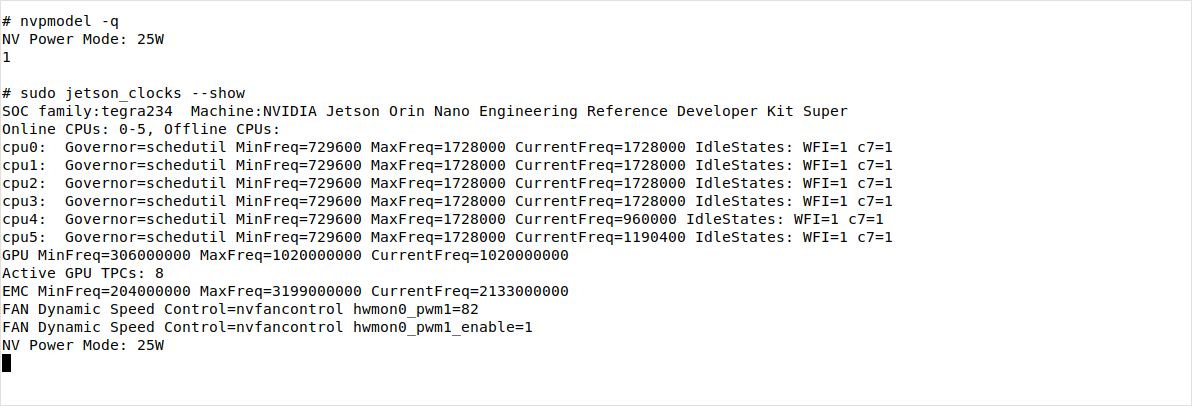 # nvpmodel -q
NV Power Mode: 25W
1
# sudo jetson_clocks --show
SOC family:tegra234  Machine:NVIDIA Jetson Orin Nano Engineering Reference Developer Kit Super
Online CPUs: 0-5, Offline CPUs:
cpu0:  Governor=schedutil MinFreq=729600 MaxFreq=1728000 CurrentFreq=1728000 IdleStates: WFI=1 c7=1
cpu1:  Governor=schedutil MinFreq=729600 MaxFreq=1728000 CurrentFreq=1728000 IdleStates: WFI=1 c7=1
cpu2:  Governor=schedutil MinFreq=729600 MaxFreq=1728000 CurrentFreq=1728000 IdleStates: WFI=1 c7=1
cpu3:  Governor=schedutil MinFreq=729600 MaxFreq=1728000 CurrentFreq=1728000 IdleStates: WFI=1 c7=1
cpu4:  Governor=schedutil MinFreq=729600 MaxFreq=1728000 CurrentFreq=960000 IdleStates: WFI=1 c7=1
cpu5:  Governor=schedutil MinFreq=729600 MaxFreq=1728000 CurrentFreq=1190400 IdleStates: WFI=1 c7=1
GPU MinFreq=306000000 MaxFreq=1020000000 CurrentFreq=1020000000
Active GPU TPCs: 8
EMC MinFreq=204000000 MaxFreq=3199000000 CurrentFreq=2133000000
FAN Dynamic Speed Control=nvfancontrol hwmon0_pwm1=82
FAN Dynamic Speed Control=nvfancontrol hwmon0_pwm1_enable=1
NV Power Mode: 25W